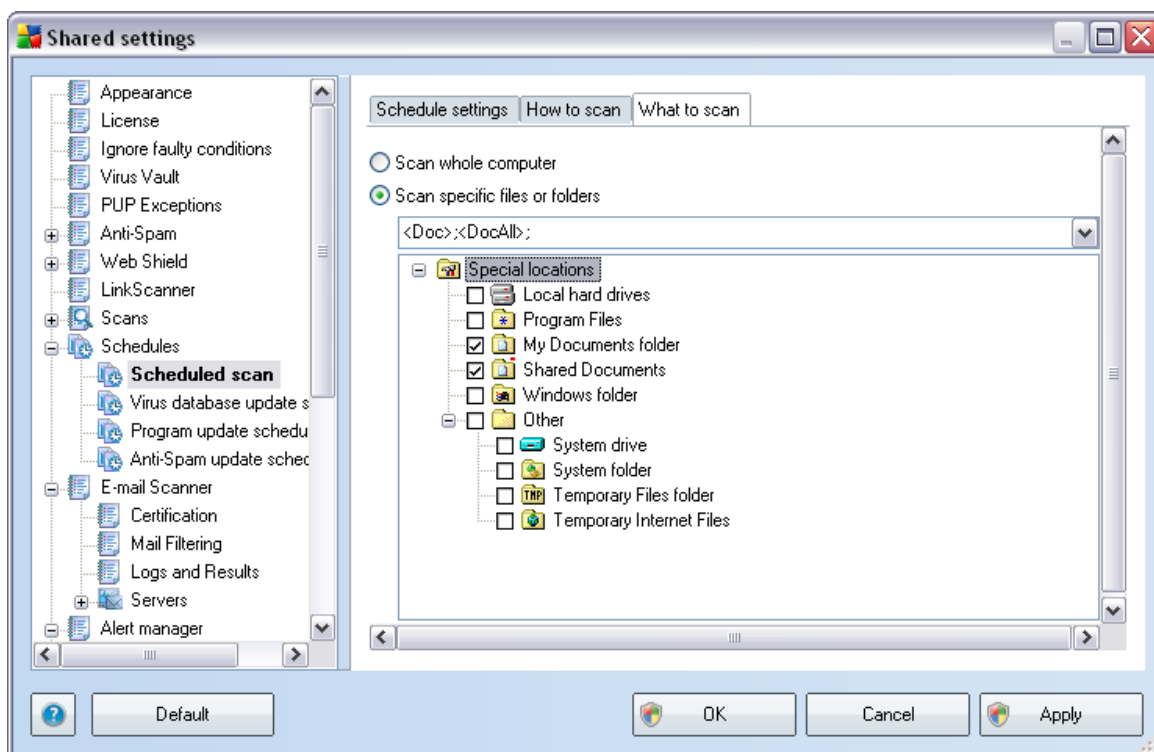 Shared settings
Appearance
License
Ignore faulty conditions
Virus Vault
PUP Exceptions
Anti-Spam
Web Shield
LinkScanner
Scans
Schedules
Scheduled scan
Virus database update s
Program update schedu
Anti-Spam update sched
E-mail Scanner
Certification
Mail Filtering
Logs and Results
Servers
Alert manager
Schedule settings
How to scan
What to scan
Scan whole computer
Scan specific files or folders
<Doc>;<DocAll>;
Special locations
Local hard drives
Program Files
My Documents folder
Shared Documents
Windows folder
Other
System drive
System folder
TMP
Temporary Files folder
Temporary Internet Files
?
Default
OK
Cancel
Apply